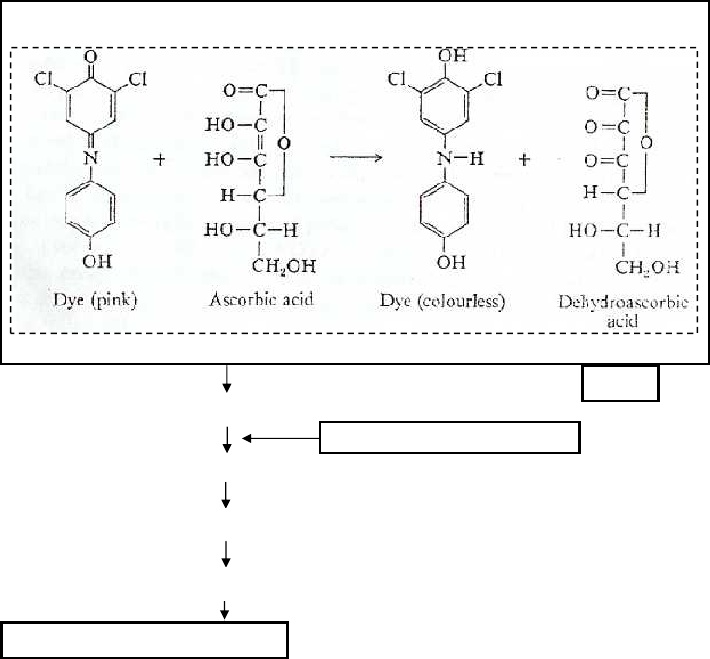 O
Cl Cl
N
OH
Dye (pink)
+
O=C
HO–C
HO–C
O
H–C
HO–C–H
CH₂OH
Ascorbic acid
OH
Cl Cl
N–H
OH
Dye (colourless)
+
O=C
O=C
O=C
O
H–C
HO–C–H
CH₂OH
Dehydroascorbic
acid